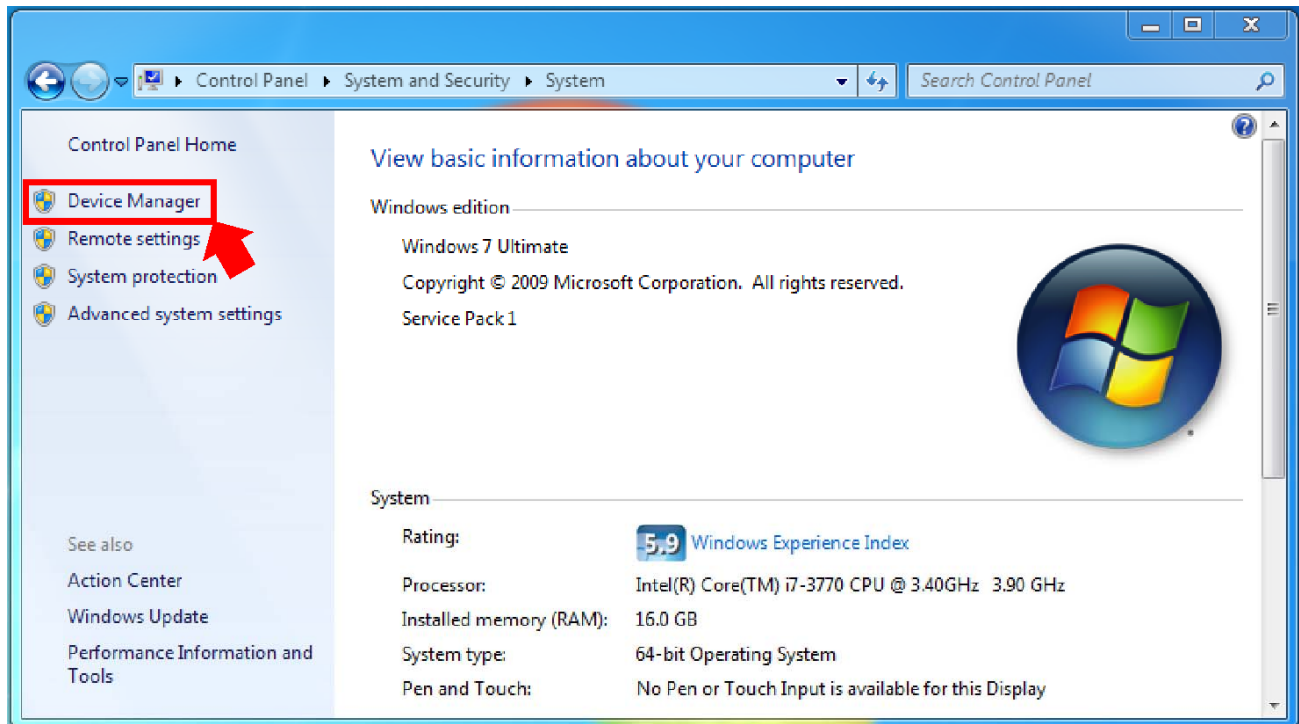 Control Panel ▸ System and Security ▸ System
Search Control Panel
Control Panel Home
Device Manager
Remote settings
System protection
Advanced system settings
See also
Action Center
Windows Update
Performance Information and
Tools
View basic information about your computer
Windows edition
Windows 7 Ultimate
Copyright © 2009 Microsoft Corporation. All rights reserved.
Service Pack 1
System
Rating:
5,9 Windows Experience Index
Processor:
Intel(R) Core(TM) i7-3770 CPU @ 3.40GHz 3.90 GHz
Installed memory (RAM):
16.0 GB
System type:
64-bit Operating System
Pen and Touch:
No Pen or Touch Input is available for this Display